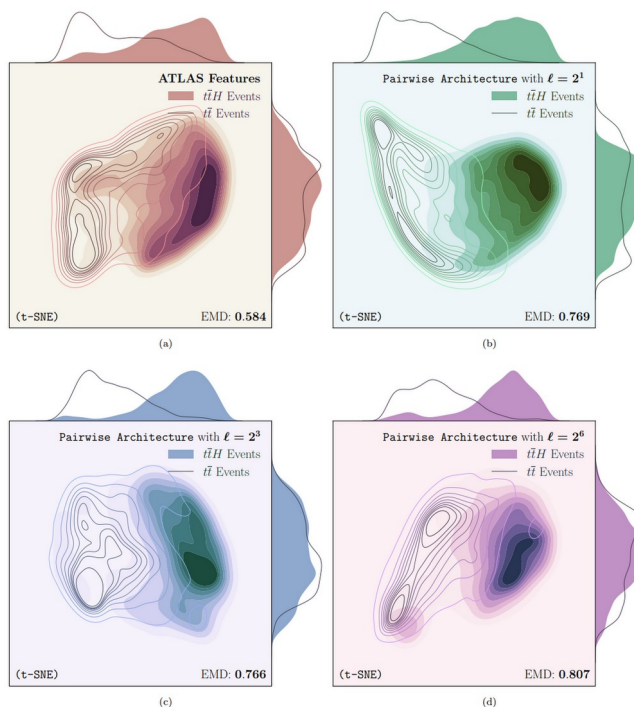 ATLAS Features
tt̄H Events
tt̄ Events
(t-SNE)
EMD: 0.584
(a)
Pairwise Architecture with ℓ = 2¹
tt̄H Events
tt̄ Events
(t-SNE)
EMD: 0.769
(b)
Pairwise Architecture with ℓ = 2³
tt̄H Events
tt̄ Events
(t-SNE)
EMD: 0.766
(c)
Pairwise Architecture with ℓ = 2⁶
tt̄H Events
tt̄ Events
(t-SNE)
EMD: 0.807
(d)